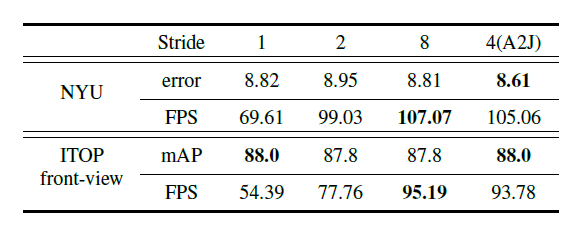 Stride 1 2 8 4(A2J)
NYU error 8.82 8.95 8.81 8.61
FPS 69.61 99.03 107.07 105.06
ITOP front-view mAP 88.0 87.8 87.8 88.0
FPS 54.39 77.76 95.19 93.78